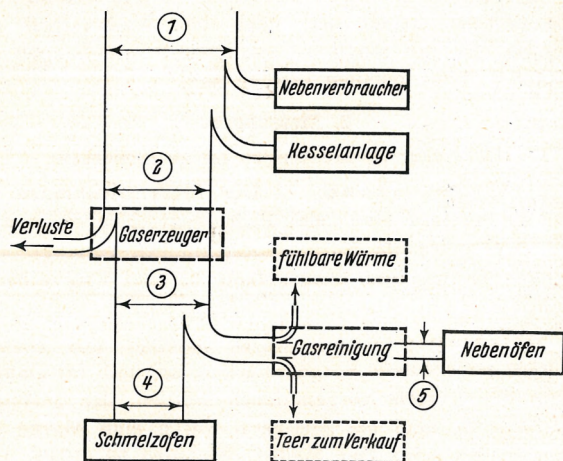 1
Nebenverbraucher
Kesselanlage
2
Verluste
Gaserzeuger
fühlbare Wärme
3
Gasreinigung
Nebenöfen
4
5
Schmelzofen
Teer zum Verkauf